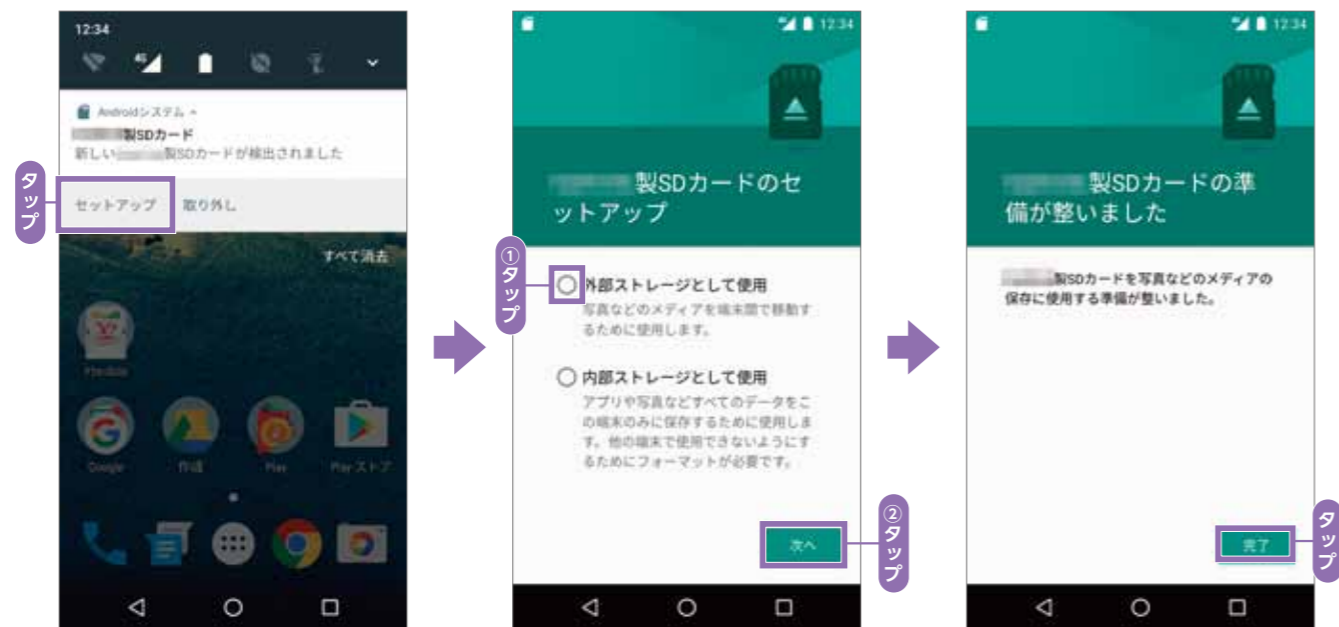 12:34
4G
Androidシステム
製SDカード
新しい 製SDカードが検出されました
セットアップ 取り外し
タップ
すべて消去
Google 作成 Play Play ストア
12:34
製SDカードのセ
ットアップ
①タップ
外部ストレージとして使用
写真などのメディアを端末間で移動す
るために使用します。
内部ストレージとして使用
アプリや写真などすべてのデータをこ
の端末のみに保存するために使用しま
す。他の端末で使用できないようにす
るためにフォーマットが必要です。
次へ
②タップ
12:34
製SDカードの準
備が整いました
製SDカードを写真などのメディアの
保存に使用する準備が整いました。
完了
タップ